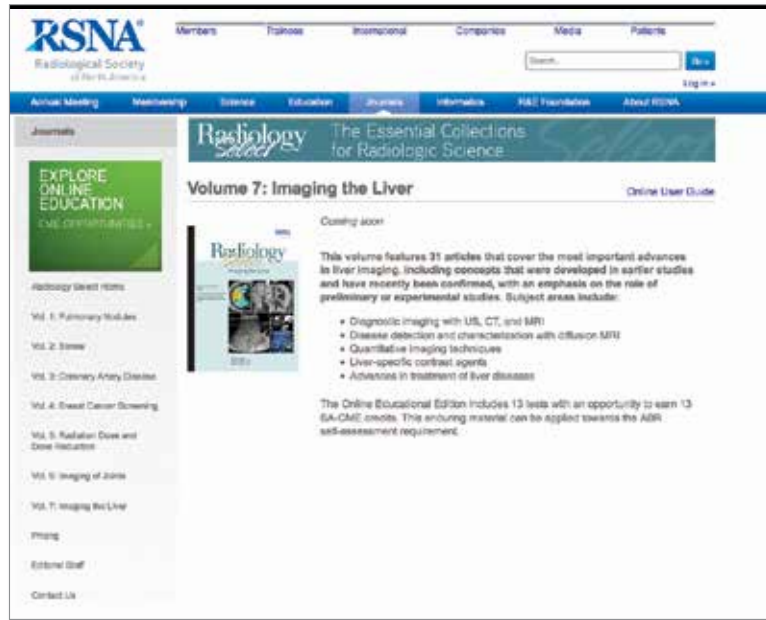 RSNA®
Radiological Society
of North America
Members Trainees International Companies Media Patients
Search...
Log in »
Annual Meeting Membership Science Education Journals Informatics R&E Foundation About RSNA
Journals
Radiology Select
The Essential Collections
for Radiologic Science
EXPLORE
ONLINE
EDUCATION
CME OPPORTUNITIES »
Volume 7: Imaging the Liver
Online User Guide
Coming soon
Radiology
This volume features 31 articles that cover the most important advances
in liver imaging, including concepts that were developed in earlier studies
and have recently been confirmed, with an emphasis on the role of
preliminary or experimental studies. Subject areas include:
• Diagnostic imaging with US, CT, and MRI
• Disease detection and characterization with diffusion MRI
• Quantitative imaging techniques
• Liver-specific contrast agents
• Advances in treatment of liver diseases
The Online Educational Edition includes 13 tests with an opportunity to earn 13
SA-CME credits. This enduring material can be applied towards the ABR
self-assessment requirement.
Radiology Select Home
Vol. 1: Pulmonary Nodules
Vol. 2: Stroke
Vol. 3: Coronary Artery Disease
Vol. 4: Breast Cancer Screening
Vol. 5: Radiation Dose and
Dose Reduction
Vol. 6: Imaging of Joints
Vol. 7: Imaging the Liver
Pricing
Editorial Staff
Contact Us